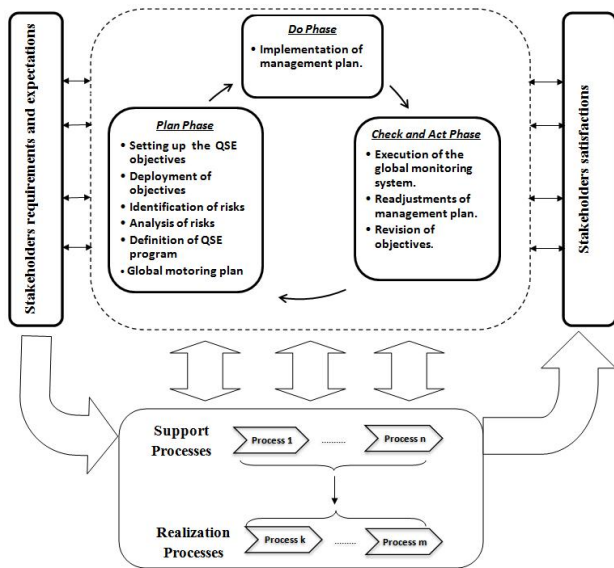 Stakeholders requirements and expectations
Do Phase
• Implementation of
management plan.
Plan Phase
• Setting up the QSE
objectives
• Deployment of
objectives
• Identification of risks
• Analysis of risks
• Definition of QSE
program
• Global motoring plan
Check and Act Phase
• Execution of the
global monitoring
system.
• Readjustments of
management plan.
• Revision of
objectives.
Stakeholders satisfactions
Support
Processes
Process 1
..........
Process n
Realization
Processes
Process k
.........
Process m